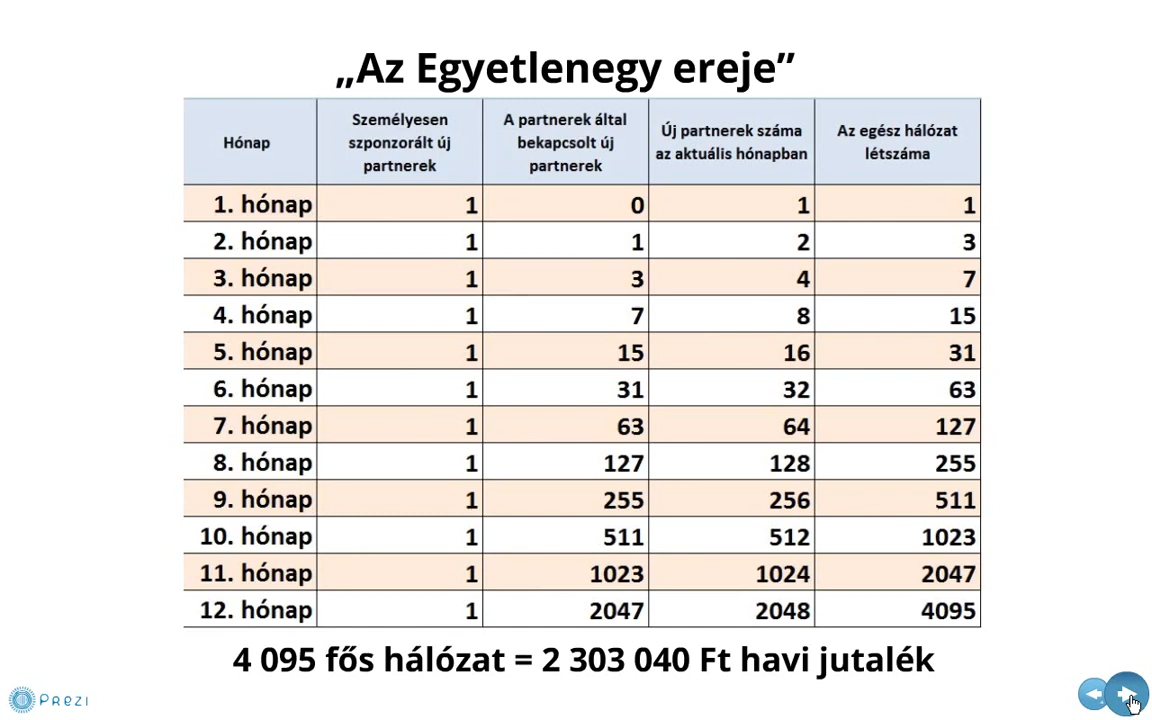 „Az Egyetlenegy ereje”
Hónap Személyesen szponzorált új partnerek A partnerek által bekapcsolt új partnerek Új partnerek száma az aktuális hónapban Az egész hálózat létszáma
1. hónap 1 0 1 1
2. hónap 1 1 2 3
3. hónap 1 3 4 7
4. hónap 1 7 8 15
5. hónap 1 15 16 31
6. hónap 1 31 32 63
7. hónap 1 63 64 127
8. hónap 1 127 128 255
9. hónap 1 255 256 511
10. hónap 1 511 512 1023
11. hónap 1 1023 1024 2047
12. hónap 1 2047 2048 4095
4 095 fős hálózat = 2 303 040 Ft havi jutalék
Prezi